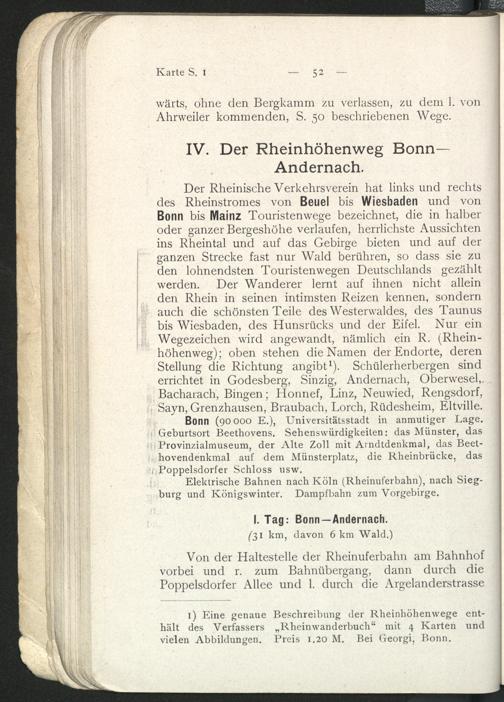 Karte S. 1 — 52 —
wärts, ohne den Bergkamm zu verlassen, zu dem l. von
Ahrweiler kommenden, S. 50 beschriebenen Wege.
IV. Der Rheinhöhenweg Bonn—
Andernach.
Der Rheinische Verkehrsverein hat links und rechts
des Rheinstromes von Beuel bis Wiesbaden und von
Bonn bis Mainz Touristenwege bezeichnet, die in halber
oder ganzer Bergeshöhe verlaufen, herrlichste Aussichten
ins Rheintal und auf das Gebirge bieten und auf der
ganzen Strecke fast nur Wald berühren, so dass sie zu
den lohnendsten Touristenwegen Deutschlands gezählt
werden. Der Wanderer lernt auf ihnen nicht allein
den Rhein in seinen intimsten Reizen kennen, sondern
auch die schönsten Teile des Westerwaldes, des Taunus
bis Wiesbaden, des Hunsrücks und der Eifel. Nur ein
Wegezeichen wird angewandt, nämlich ein R. (Rhein-
höhenweg); oben stehen die Namen der Endorte, deren
Stellung die Richtung angibt¹). Schülerherbergen sind
errichtet in Godesberg, Sinzig, Andernach, Oberwesel,
Bacharach, Bingen; Honnef, Linz, Neuwied, Rengsdorf,
Sayn, Grenzhausen, Braubach, Lorch, Rüdesheim, Eltville.
Bonn (90 000 E.), Universitätsstadt in anmutiger Lage.
Geburtsort Beethovens. Sehenswürdigkeiten: das Münster, das
Provinzialmuseum, der Alte Zoll mit Arndtdenkmal, das Beet-
hovendenkmal auf dem Münsterplatz, die Rheinbrücke, das
Poppelsdorfer Schloss usw.
Elektrische Bahnen nach Köln (Rheinuferbahn), nach Sieg-
burg und Königswinter. Dampfbahn zum Vorgebirge.
I. Tag: Bonn—Andernach.
(31 km, davon 6 km Wald.)
Von der Haltestelle der Rheinuferbahn am Bahnhof
vorbei und r. zum Bahnübergang, dann durch die
Poppelsdorfer Allee und l. durch die Argelanderstrasse
1) Eine genaue Beschreibung der Rheinhöhenwege ent-
hält des Verfassers „Rheinwanderbuch“ mit 4 Karten und
vielen Abbildungen. Preis 1.20 M. Bei Georgi, Bonn.